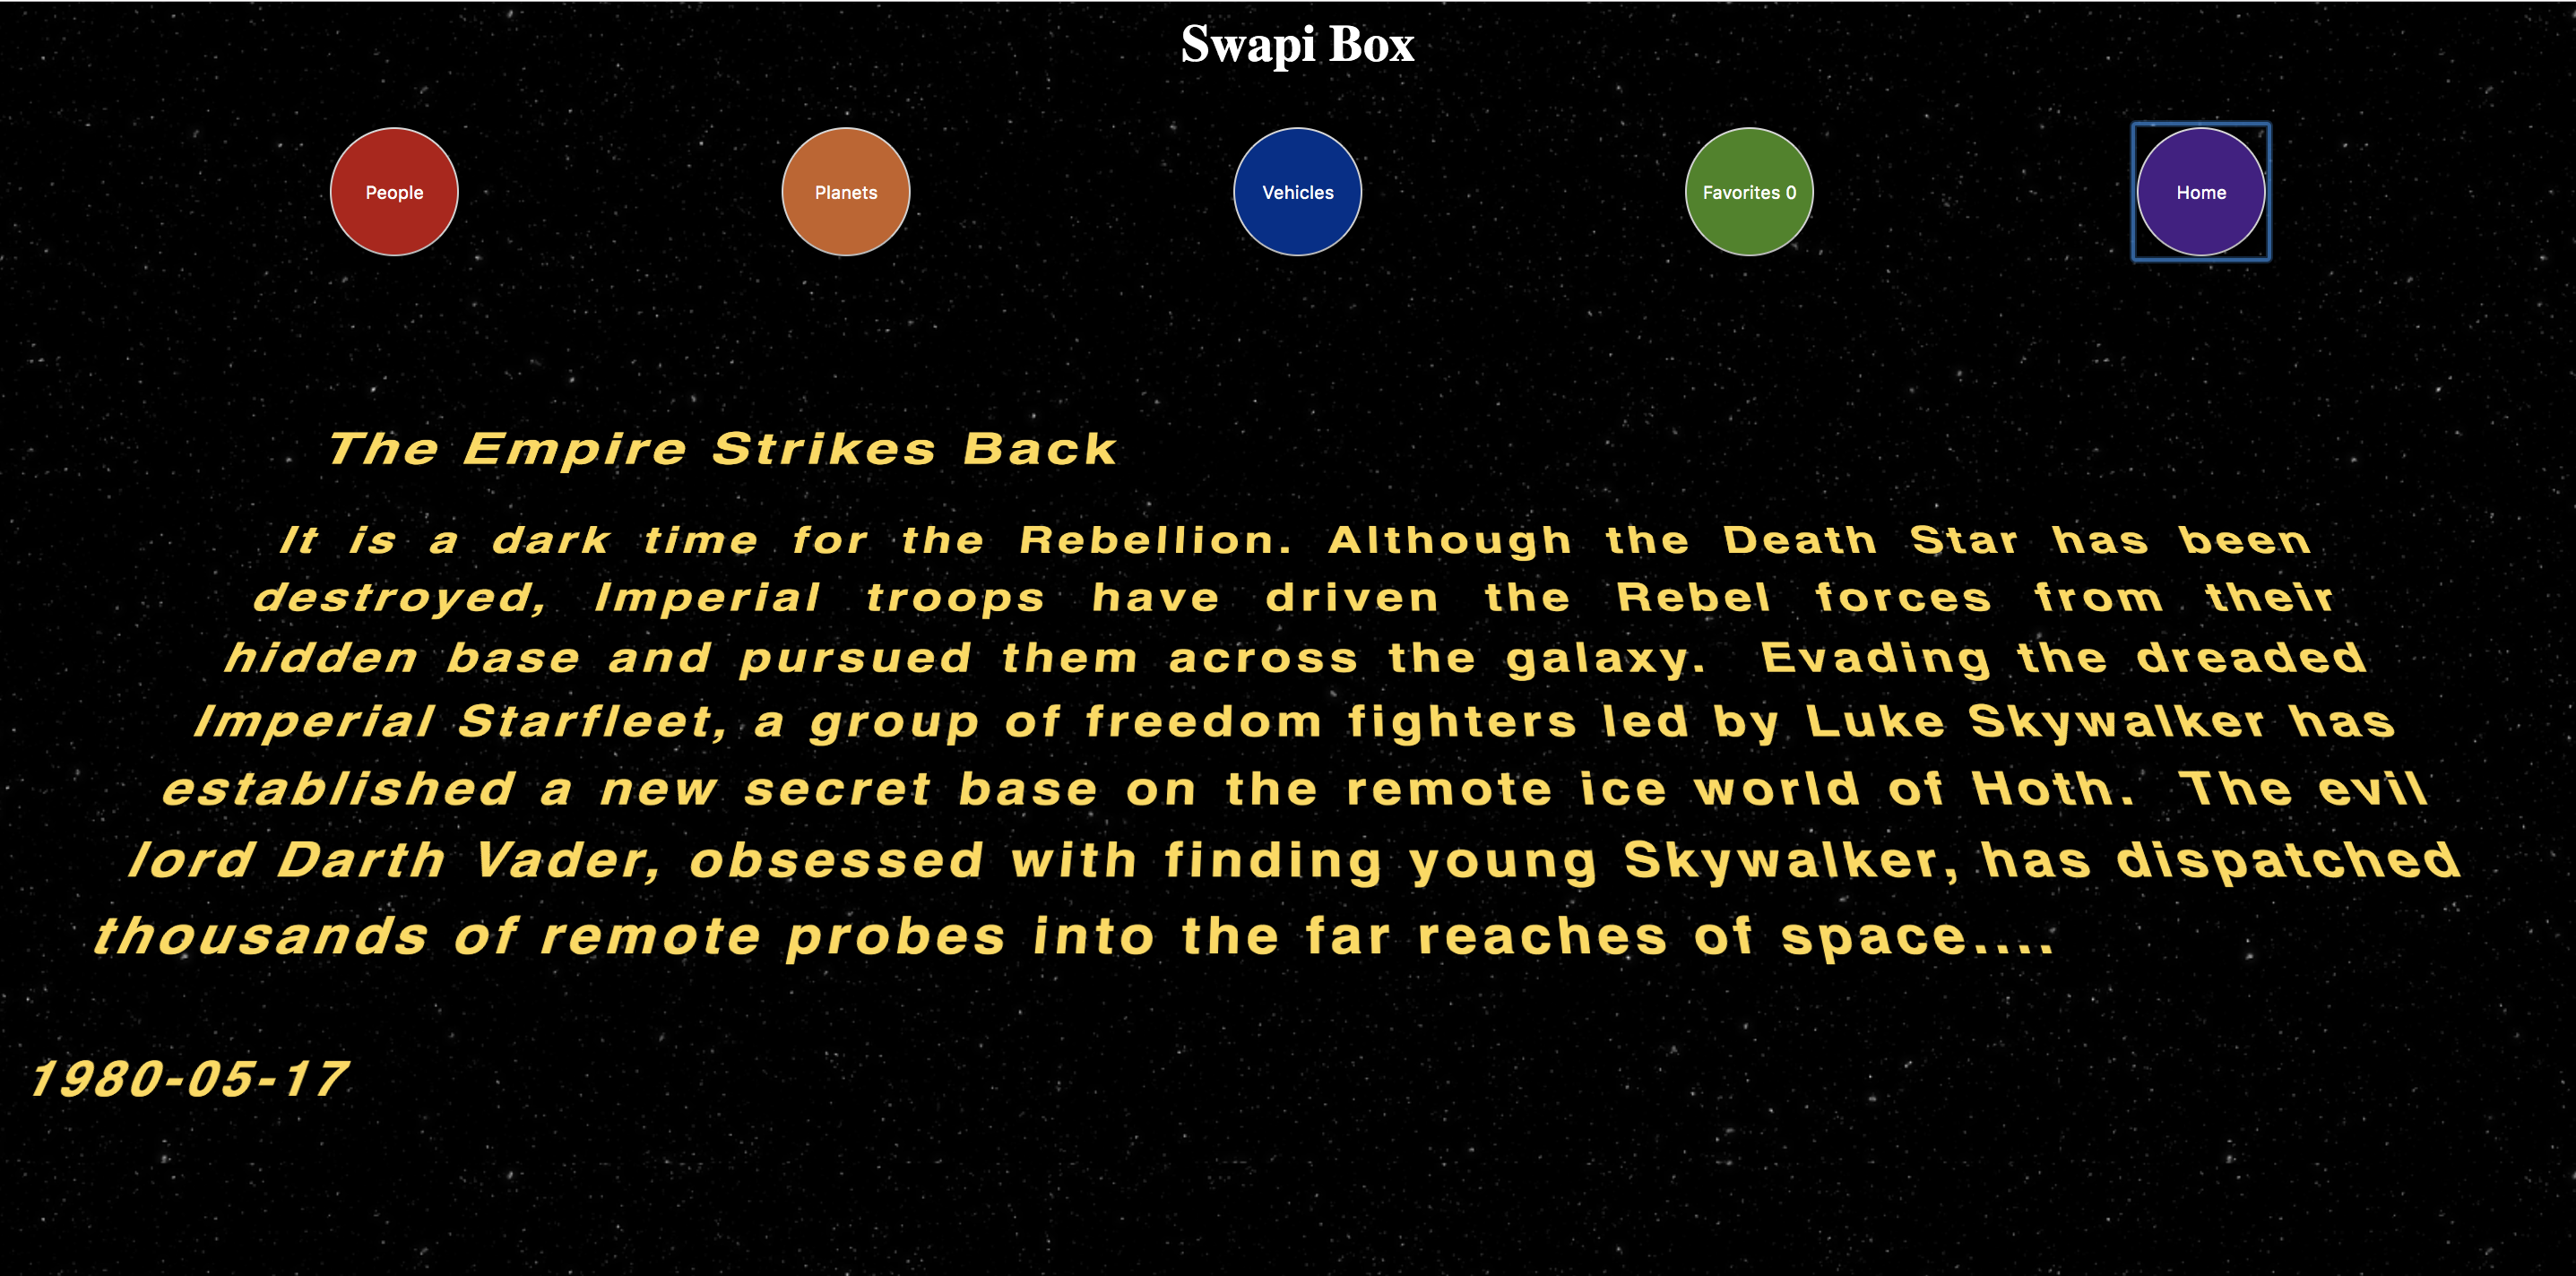 Swapi Box
People
Planets
Vehicles
Favorites 0
Home
The Empire Strikes Back
It is a dark time for the Rebellion. Although the Death Star has been
destroyed, Imperial troops have driven the Rebel forces from their
hidden base and pursued them across the galaxy. Evading the dreaded
Imperial Starfleet, a group of freedom fighters led by Luke Skywalker has
established a new secret base on the remote ice world of Hoth. The evil
lord Darth Vader, obsessed with finding young Skywalker, has dispatched
thousands of remote probes into the far reaches of space....
1980-05-17